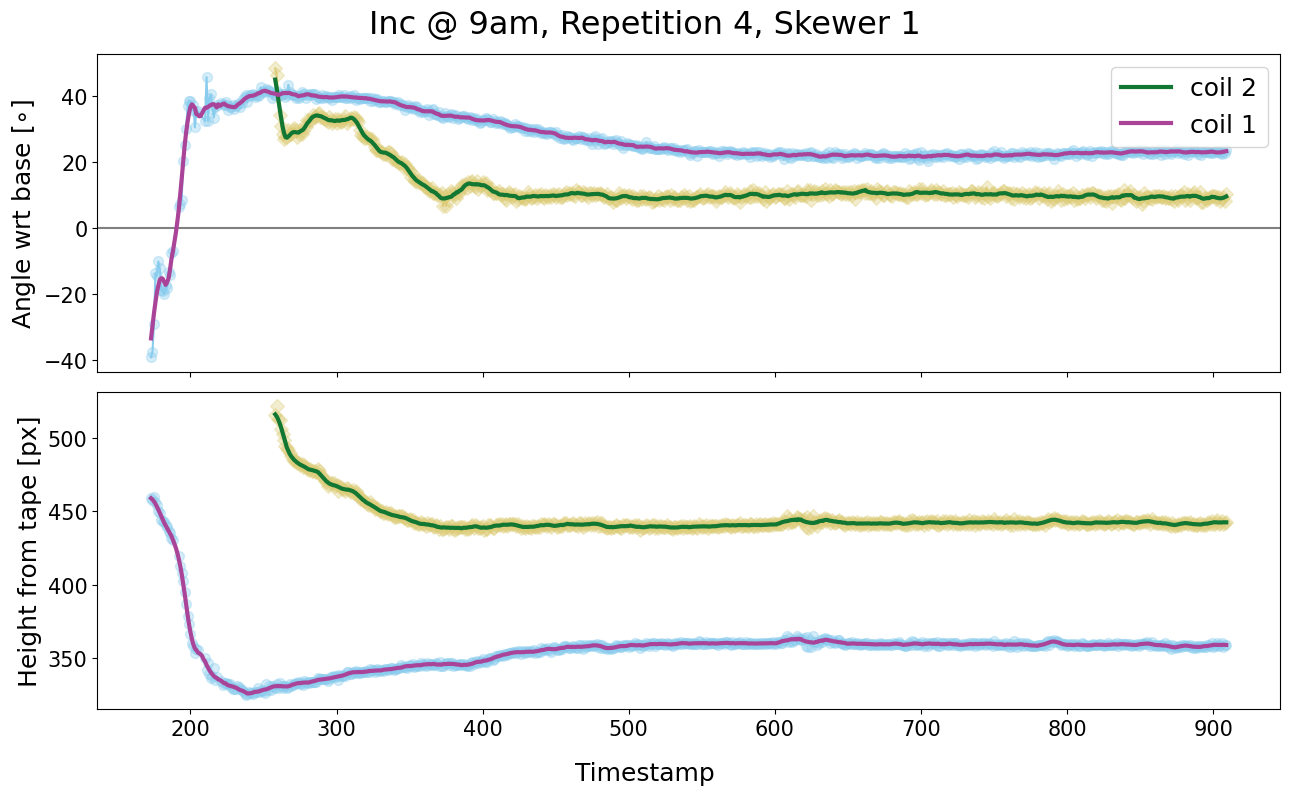 Inc @ 9am, Repetition 4, Skewer 1
Angle wrt base [∘]
40
20
0
−20
−40
coil 2
coil 1
Height from tape [px]
500
450
400
350
200 300 400 500 600 700 800 900
Timestamp